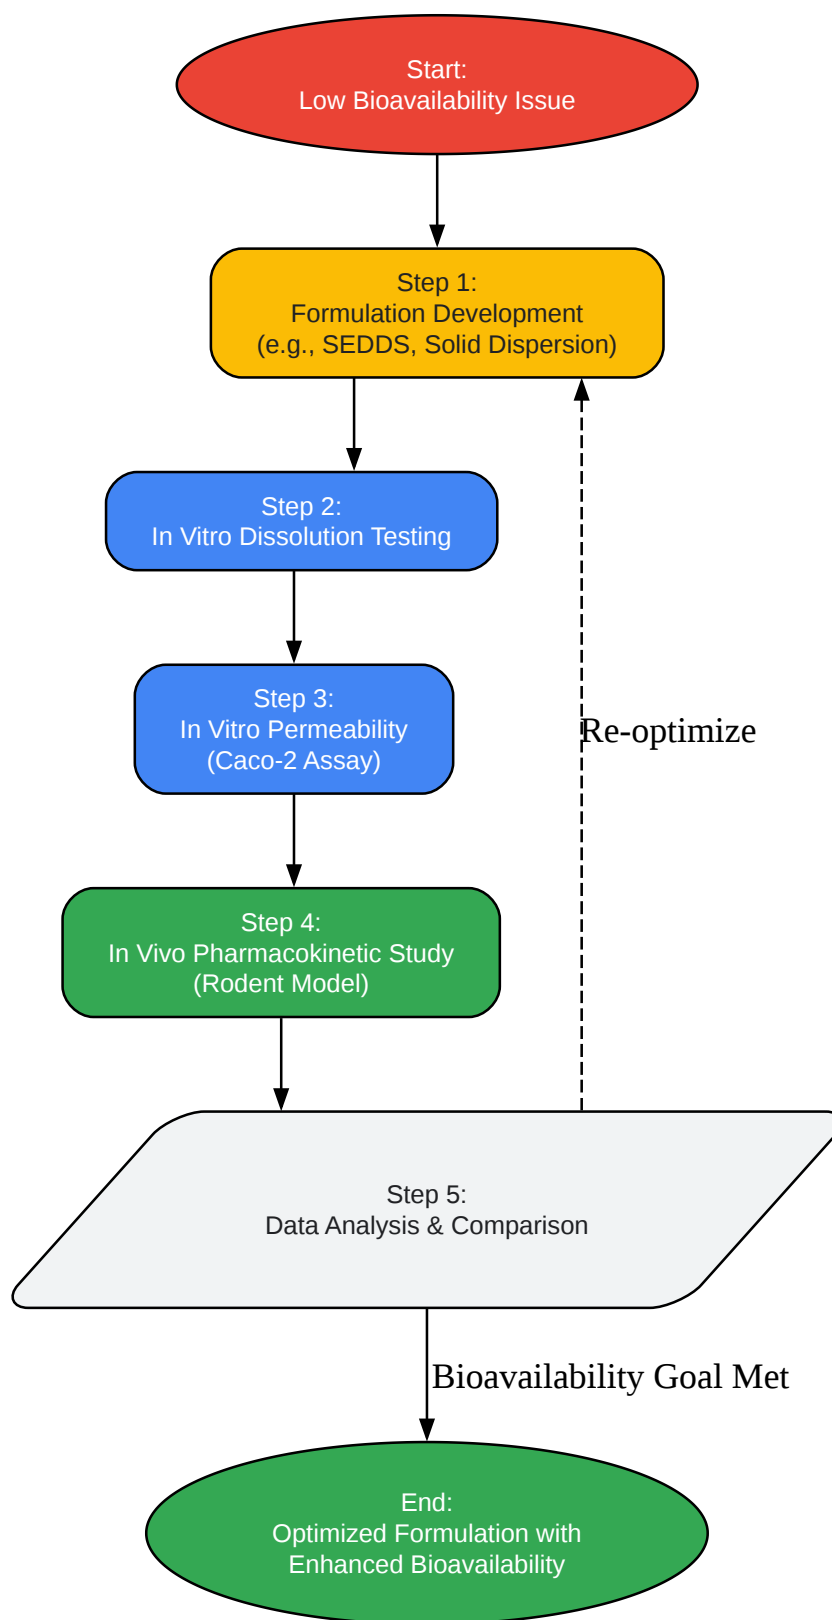 Start:
Low Bioavailability Issue
Step 1:
Formulation Development
(e.g., SEDDS, Solid Dispersion)
Step 2:
In Vitro Dissolution Testing
Step 3:
In Vitro Permeability
(Caco-2 Assay)
Re-optimize
Step 4:
In Vivo Pharmacokinetic Study
(Rodent Model)
Step 5:
Data Analysis & Comparison
Bioavailability Goal Met
End:
Optimized Formulation with
Enhanced Bioavailability